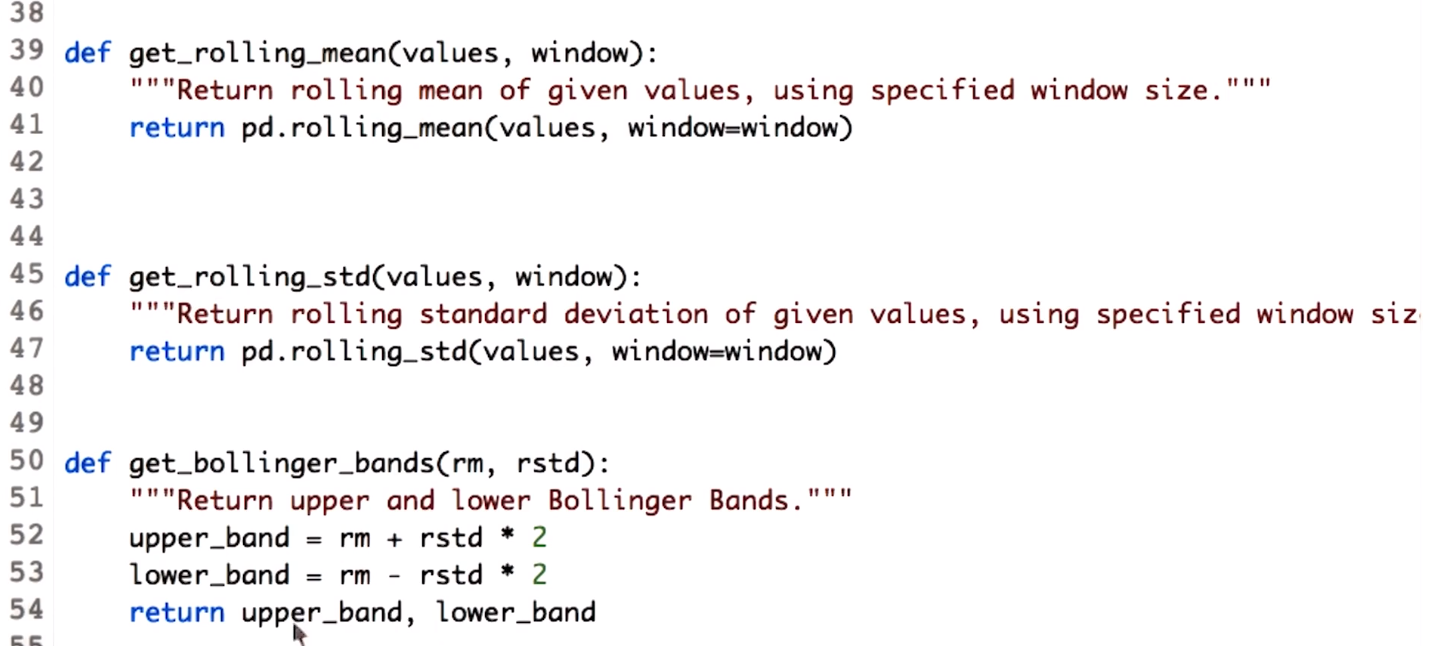 38
39 def get_rolling_mean(values, window):
40     """Return rolling mean of given values, using specified window size."""
41     return pd.rolling_mean(values, window=window)
42
43
44
45 def get_rolling_std(values, window):
46     """Return rolling standard deviation of given values, using specified window siz
47     return pd.rolling_std(values, window=window)
48
49
50 def get_bollinger_bands(rm, rstd):
51     """Return upper and lower Bollinger Bands."""
52     upper_band = rm + rstd * 2
53     lower_band = rm - rstd * 2
54     return upper_band, lower_band
55